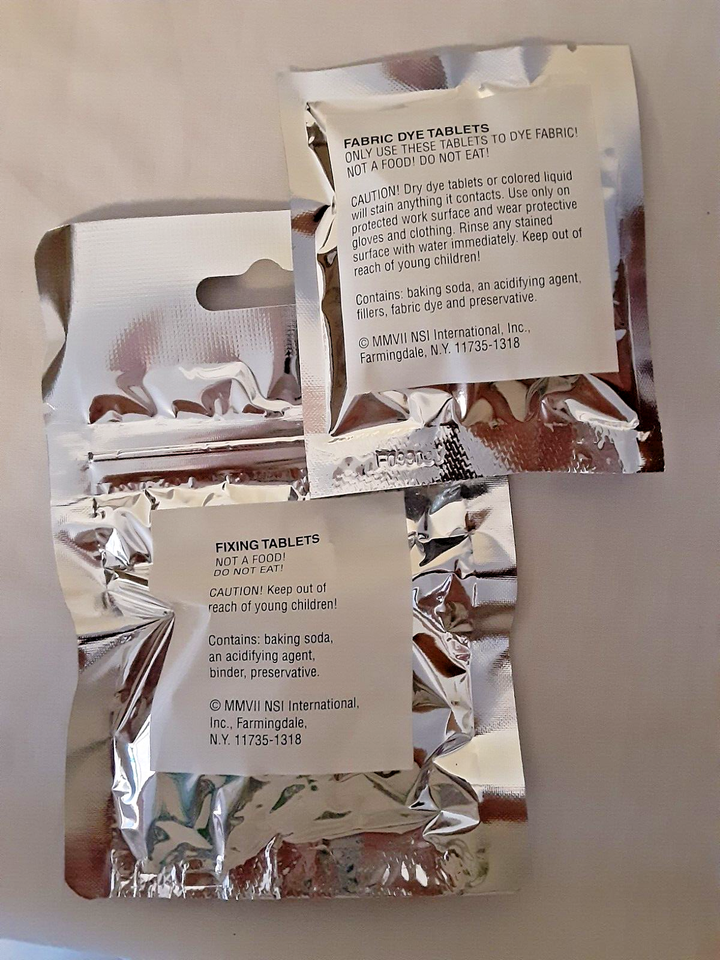 FABRIC DYE TABLETS
ONLY USE THESE TABLETS TO DYE FABRIC!
NOT A FOOD! DO NOT EAT!
CAUTION! Dry dye tablets or colored liquid
will stain anything it contacts. Use only on
protected work surface and wear protective
gloves and clothing. Rinse any stained
surface with water immediately. Keep out of
reach of young children!
Contains: baking soda, an acidifying agent,
fillers, fabric dye and preservative.
© MMVII NSI International, Inc.,
Farmingdale, N.Y. 11735-1318
FIXING TABLETS
NOT A FOOD!
DO NOT EAT!
CAUTION! Keep out of
reach of young children!
Contains: baking soda,
an acidifying agent,
binder, preservative.
© MMVII NSI International,
Inc., Farmingdale,
N.Y. 11735-1318